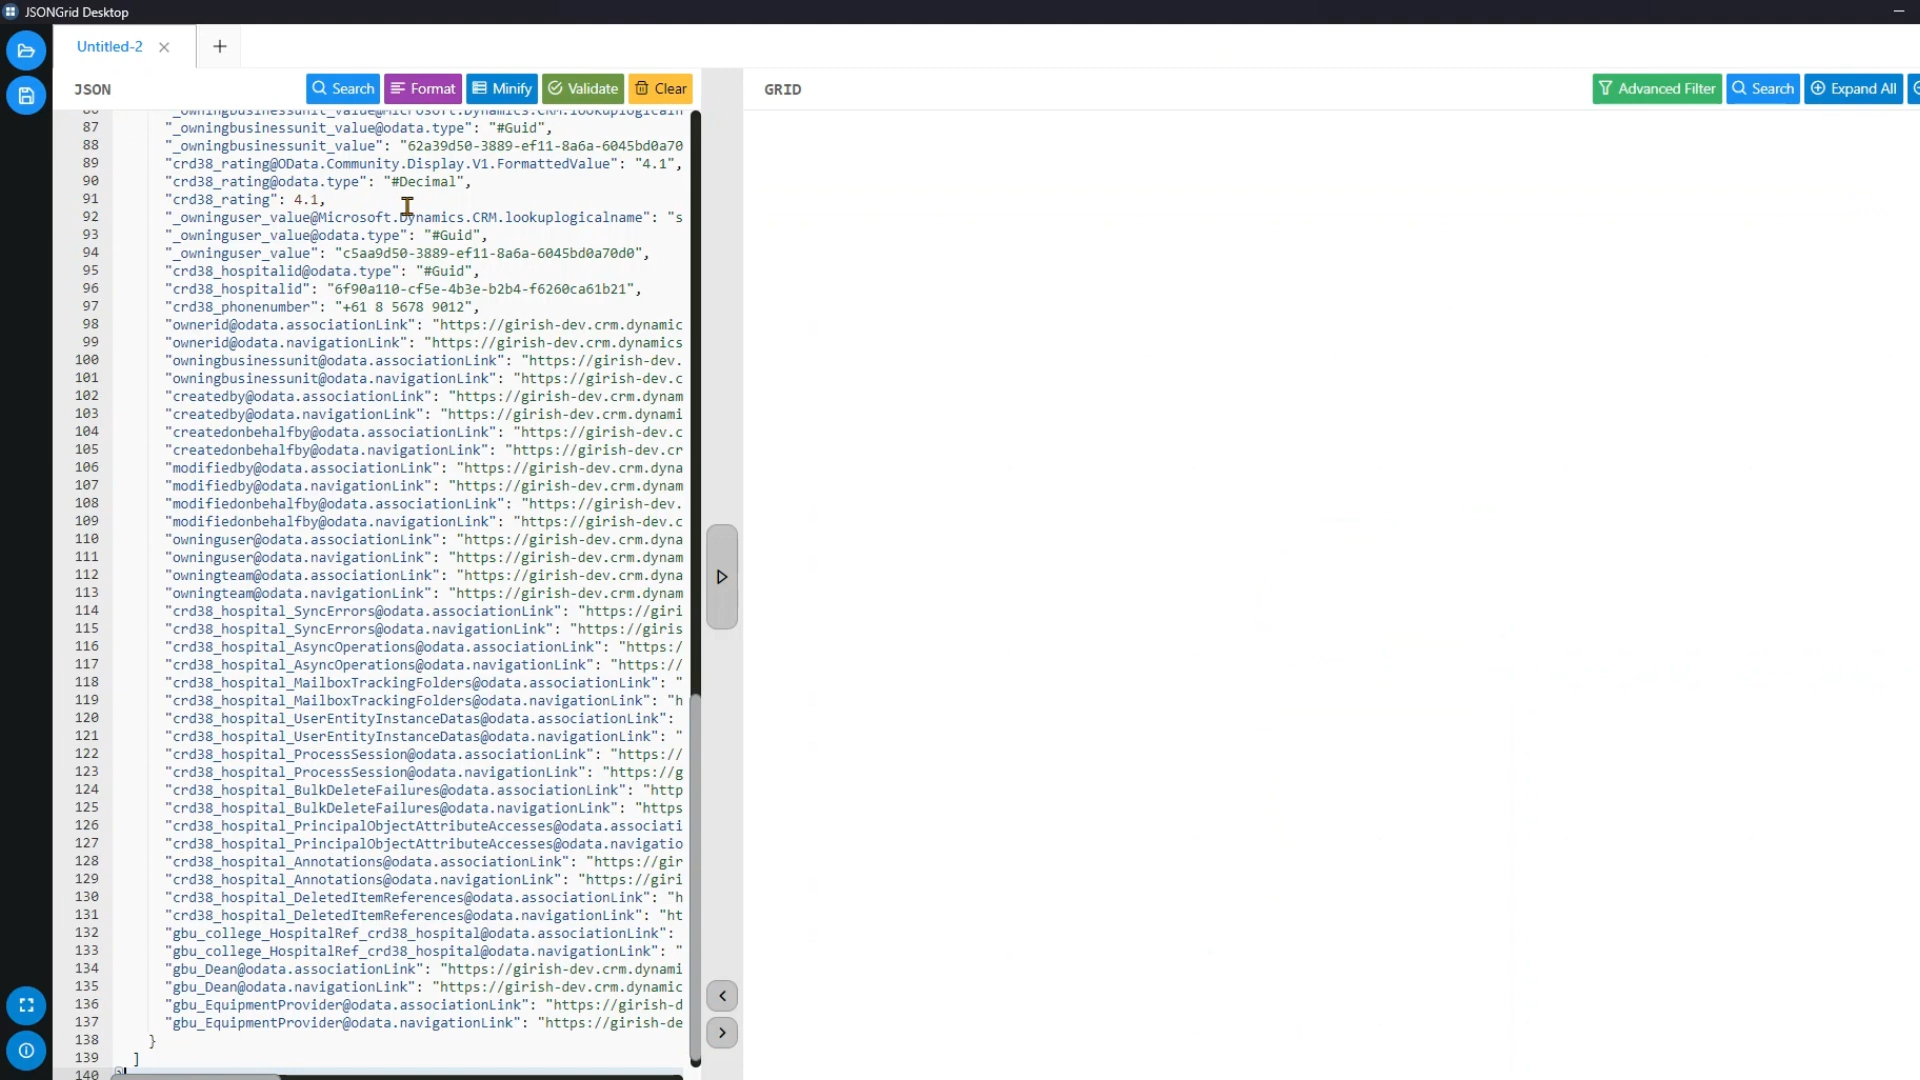 JSONGrid Desktop
Untitled-2
JSON
Search
Format
Minify
Validate
Clear
GRID
Advanced Filter
Search
Expand All
87 "_owningbusinessunit_value@odata.type": "#Guid",
88 "_owningbusinessunit_value": "62a39d50-3889-ef11-8a6a-6045bd0a70
89 "crd38_rating@OData.Community.Display.V1.FormattedValue": "4.1",
90 "crd38_rating@odata.type": "#Decimal",
91 "crd38_rating": 4.1,
92 "_owninguser_value@Microsoft.Dynamics.CRM.lookuplogicalname": "s
93 "_owninguser_value@odata.type": "#Guid",
94 "_owninguser_value": "c5aa9d50-3889-ef11-8a6a-6045bd0a70d0",
95 "crd38_hospitalid@odata.type": "#Guid",
96 "crd38_hospitalid": "6f90a110-cf5e-4b3e-b2b4-f6260ca61b21",
97 "crd38_phonenumber": "+61 8 5678 9012",
98 "ownerid@odata.associationLink": "https://girish-dev.crm.dynamic
99 "ownerid@odata.navigationLink": "https://girish-dev.crm.dynamics
100 "owningbusinessunit@odata.associationLink": "https://girish-dev.
101 "owningbusinessunit@odata.navigationLink": "https://girish-dev.c
102 "createdby@odata.associationLink": "https://girish-dev.crm.dynam
103 "createdby@odata.navigationLink": "https://girish-dev.crm.dynami
104 "createdonbehalfby@odata.associationLink": "https://girish-dev.c
105 "createdonbehalfby@odata.navigationLink": "https://girish-dev.cr
106 "modifiedby@odata.associationLink": "https://girish-dev.crm.dyna
107 "modifiedby@odata.navigationLink": "https://girish-dev.crm.dynam
108 "modifiedonbehalfby@odata.associationLink": "https://girish-dev.
109 "modifiedonbehalfby@odata.navigationLink": "https://girish-dev.c
110 "owninguser@odata.associationLink": "https://girish-dev.crm.dyna
111 "owninguser@odata.navigationLink": "https://girish-dev.crm.dynam
112 "owningteam@odata.associationLink": "https://girish-dev.crm.dyna
113 "owningteam@odata.navigationLink": "https://girish-dev.crm.dynam
114 "crd38_hospital_SyncErrors@odata.associationLink": "https://giri
115 "crd38_hospital_SyncErrors@odata.navigationLink": "https://giris
116 "crd38_hospital_AsyncOperations@odata.associationLink": "https:/
117 "crd38_hospital_AsyncOperations@odata.navigationLink": "https://
118 "crd38_hospital_MailboxTrackingFolders@odata.associationLink": "
119 "crd38_hospital_MailboxTrackingFolders@odata.navigationLink": "h
120 "crd38_hospital_UserEntityInstanceDatas@odata.associationLink":
121 "crd38_hospital_UserEntityInstanceDatas@odata.navigationLink": "
122 "crd38_hospital_ProcessSession@odata.associationLink": "https://
123 "crd38_hospital_ProcessSession@odata.navigationLink": "https://g
124 "crd38_hospital_BulkDeleteFailures@odata.associationLink": "http
125 "crd38_hospital_BulkDeleteFailures@odata.navigationLink": "https
126 "crd38_hospital_PrincipalObjectAttributeAccesses@odata.associati
127 "crd38_hospital_PrincipalObjectAttributeAccesses@odata.navigatio
128 "crd38_hospital_Annotations@odata.associationLink": "https://gir
129 "crd38_hospital_Annotations@odata.navigationLink": "https://giri
130 "crd38_hospital_DeletedItemReferences@odata.associationLink": "h
131 "crd38_hospital_DeletedItemReferences@odata.navigationLink": "ht
132 "gbu_college_HospitalRef_crd38_hospital@odata.associationLink":
133 "gbu_college_HospitalRef_crd38_hospital@odata.navigationLink": "
134 "gbu_Dean@odata.associationLink": "https://girish-dev.crm.dynami
135 "gbu_Dean@odata.navigationLink": "https://girish-dev.crm.dynamic
136 "gbu_EquipmentProvider@odata.associationLink": "https://girish-d
137 "gbu_EquipmentProvider@odata.navigationLink": "https://girish-de
138 }
139 ]
140